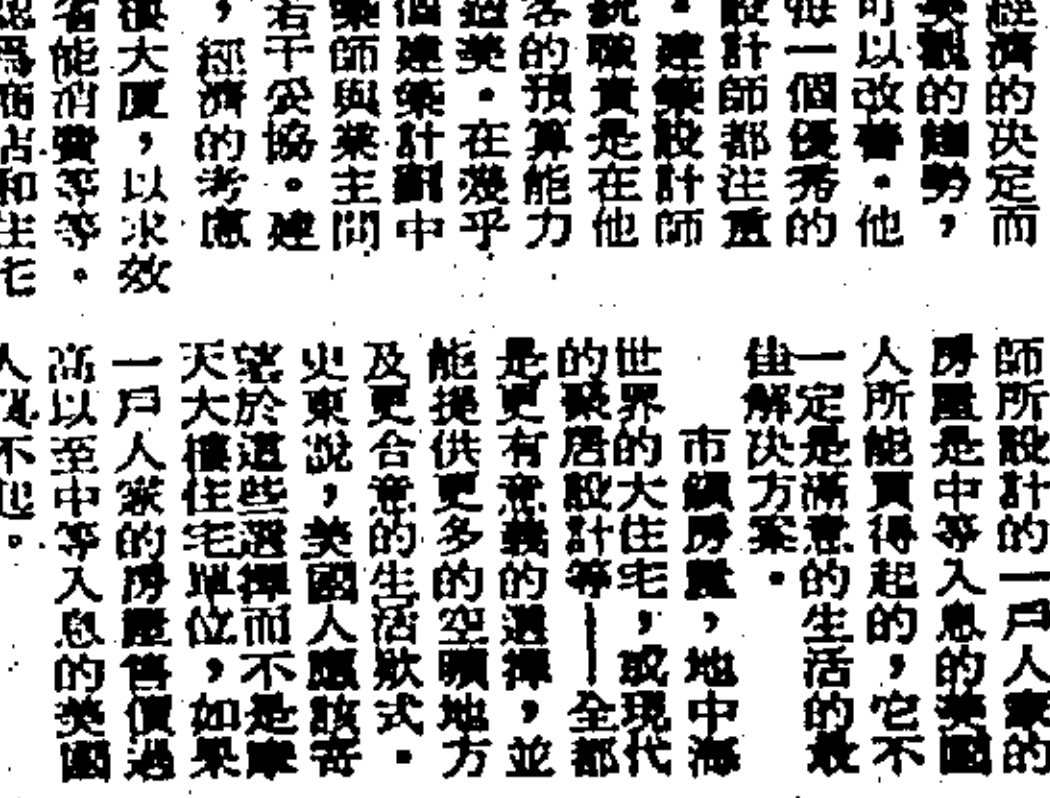 經濟的決定而
美觀的趨勢，
可以改善。他
每一個優秀的
設計師都注重
。建築設計師
就職責是在他
客的預算能力
適美。在幾乎
個建築計劃中
築師與業主間
若干妥協。建
，經濟的考慮
樓大廈，以求效
省能消費等等。
認爲商店和住宅
師所設計的一戶人家的
房屋是中等入息的美國
人所能買得起的，它不
一定是滿意的生活的最
佳解決方案。
市鎮房屋，地中海
世界的大住宅，或現代
的聚居設計等——全都
是更有意義的選擇，並
能提供更多的空曠地方
及更合意的生活欵式。
史東說，美國人應該寄
望於這些選擇而不是摩
天大樓住宅單位，如果
一戶人家的房屋售價過
高以至中等入息的美國
人買不起。